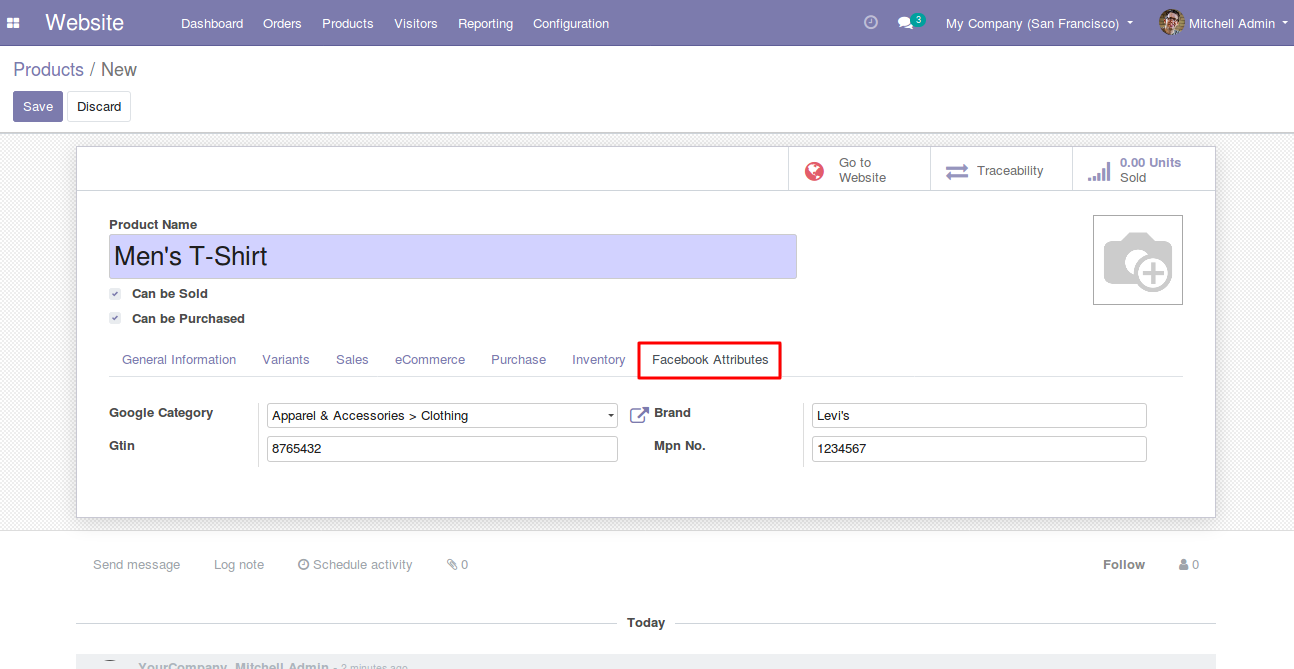 Website Dashboard Orders Products Visitors Reporting Configuration 3 My Company (San Francisco) Mitchell Admin
Products / New
Save Discard
Go to Website
Traceability
0.00 Units Sold
Product Name
Men's T-Shirt
Can be Sold
Can be Purchased
General Information Variants Sales eCommerce Purchase Inventory Facebook Attributes
Google Category Apparel & Accessories > Clothing Brand Levi's
Gtin 8765432 Mpn No. 1234567
Send message Log note Schedule activity 0 Follow 0
Today
YourCompany, Mitchell Admin - 2 minutes ago